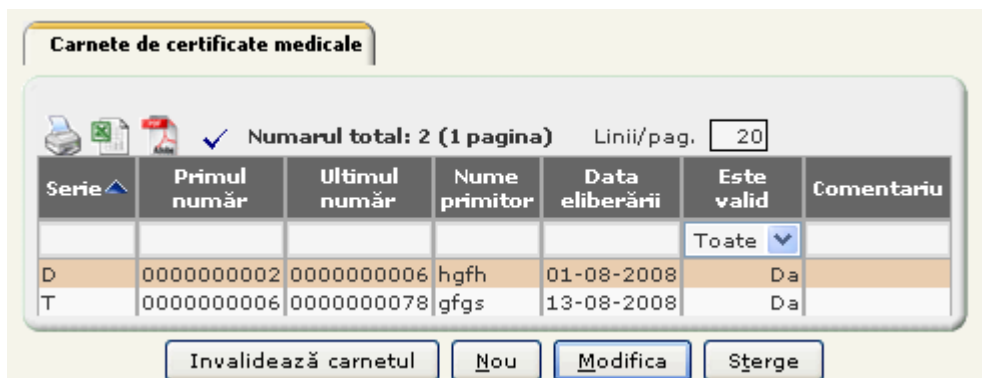 Carnete de certificate medicale
Numarul total: 2 (1 pagina) Linii/pag. 20
Serie Primul număr Ultimul număr Nume primitor Data eliberării Este valid Comentariu
Toate
D 0000000002 0000000006 hgfh 01-08-2008 Da
T 0000000006 0000000078 gfgs 13-08-2008 Da
Invalidează carnetul Nou Modifica Sterge